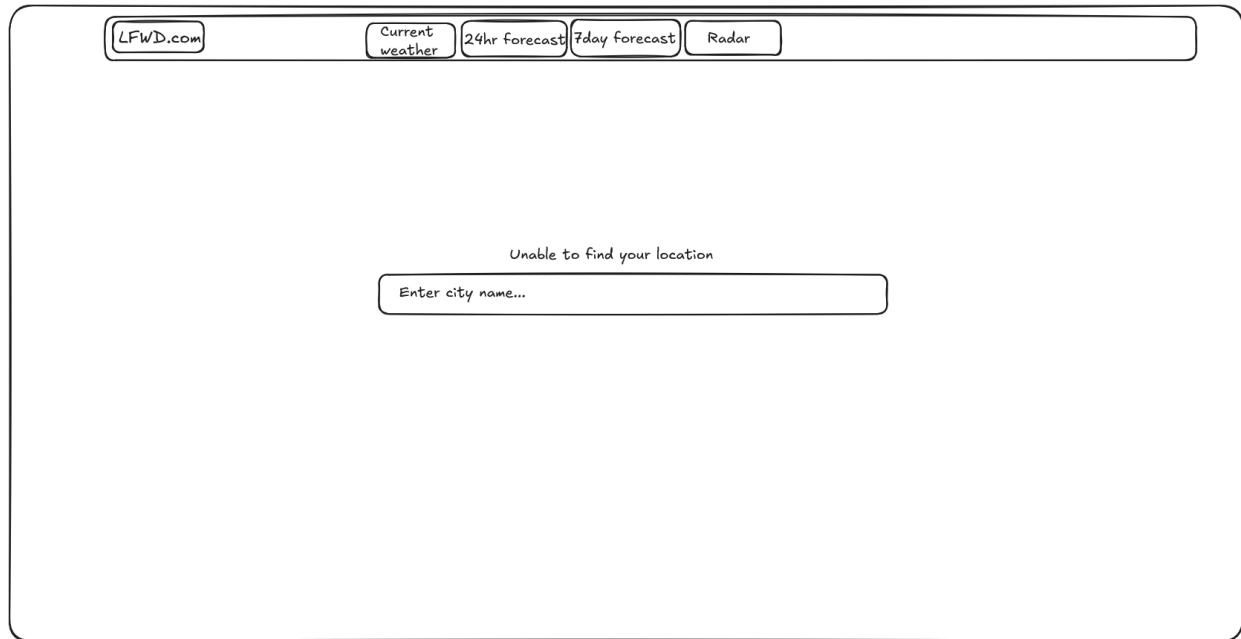 LFWD.com
Current
weather
24hr forecast
7day forecast
Radar
Unable to find your location
Enter city name...